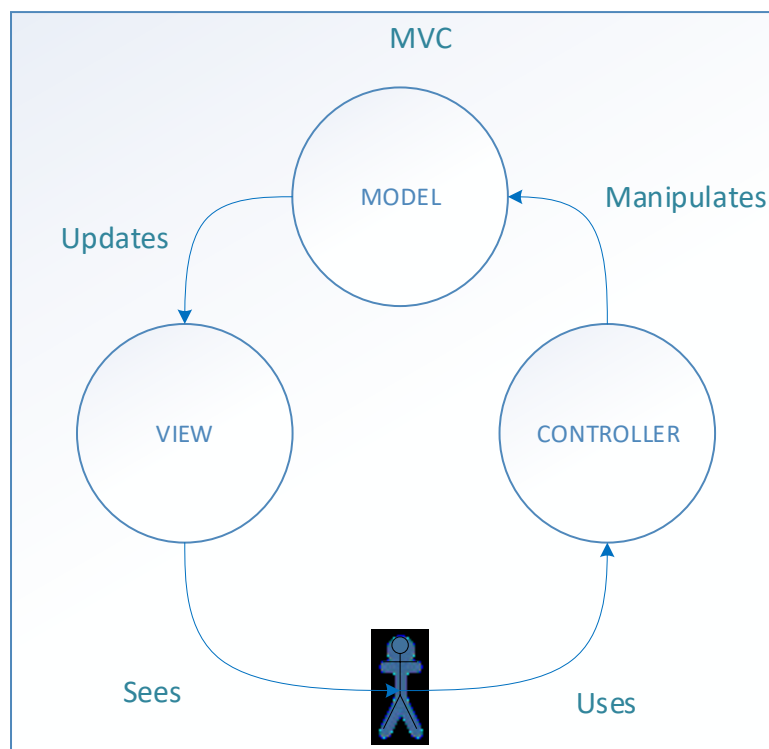 MVC
MODEL
Manipulates
Updates
VIEW
CONTROLLER
Sees
Uses